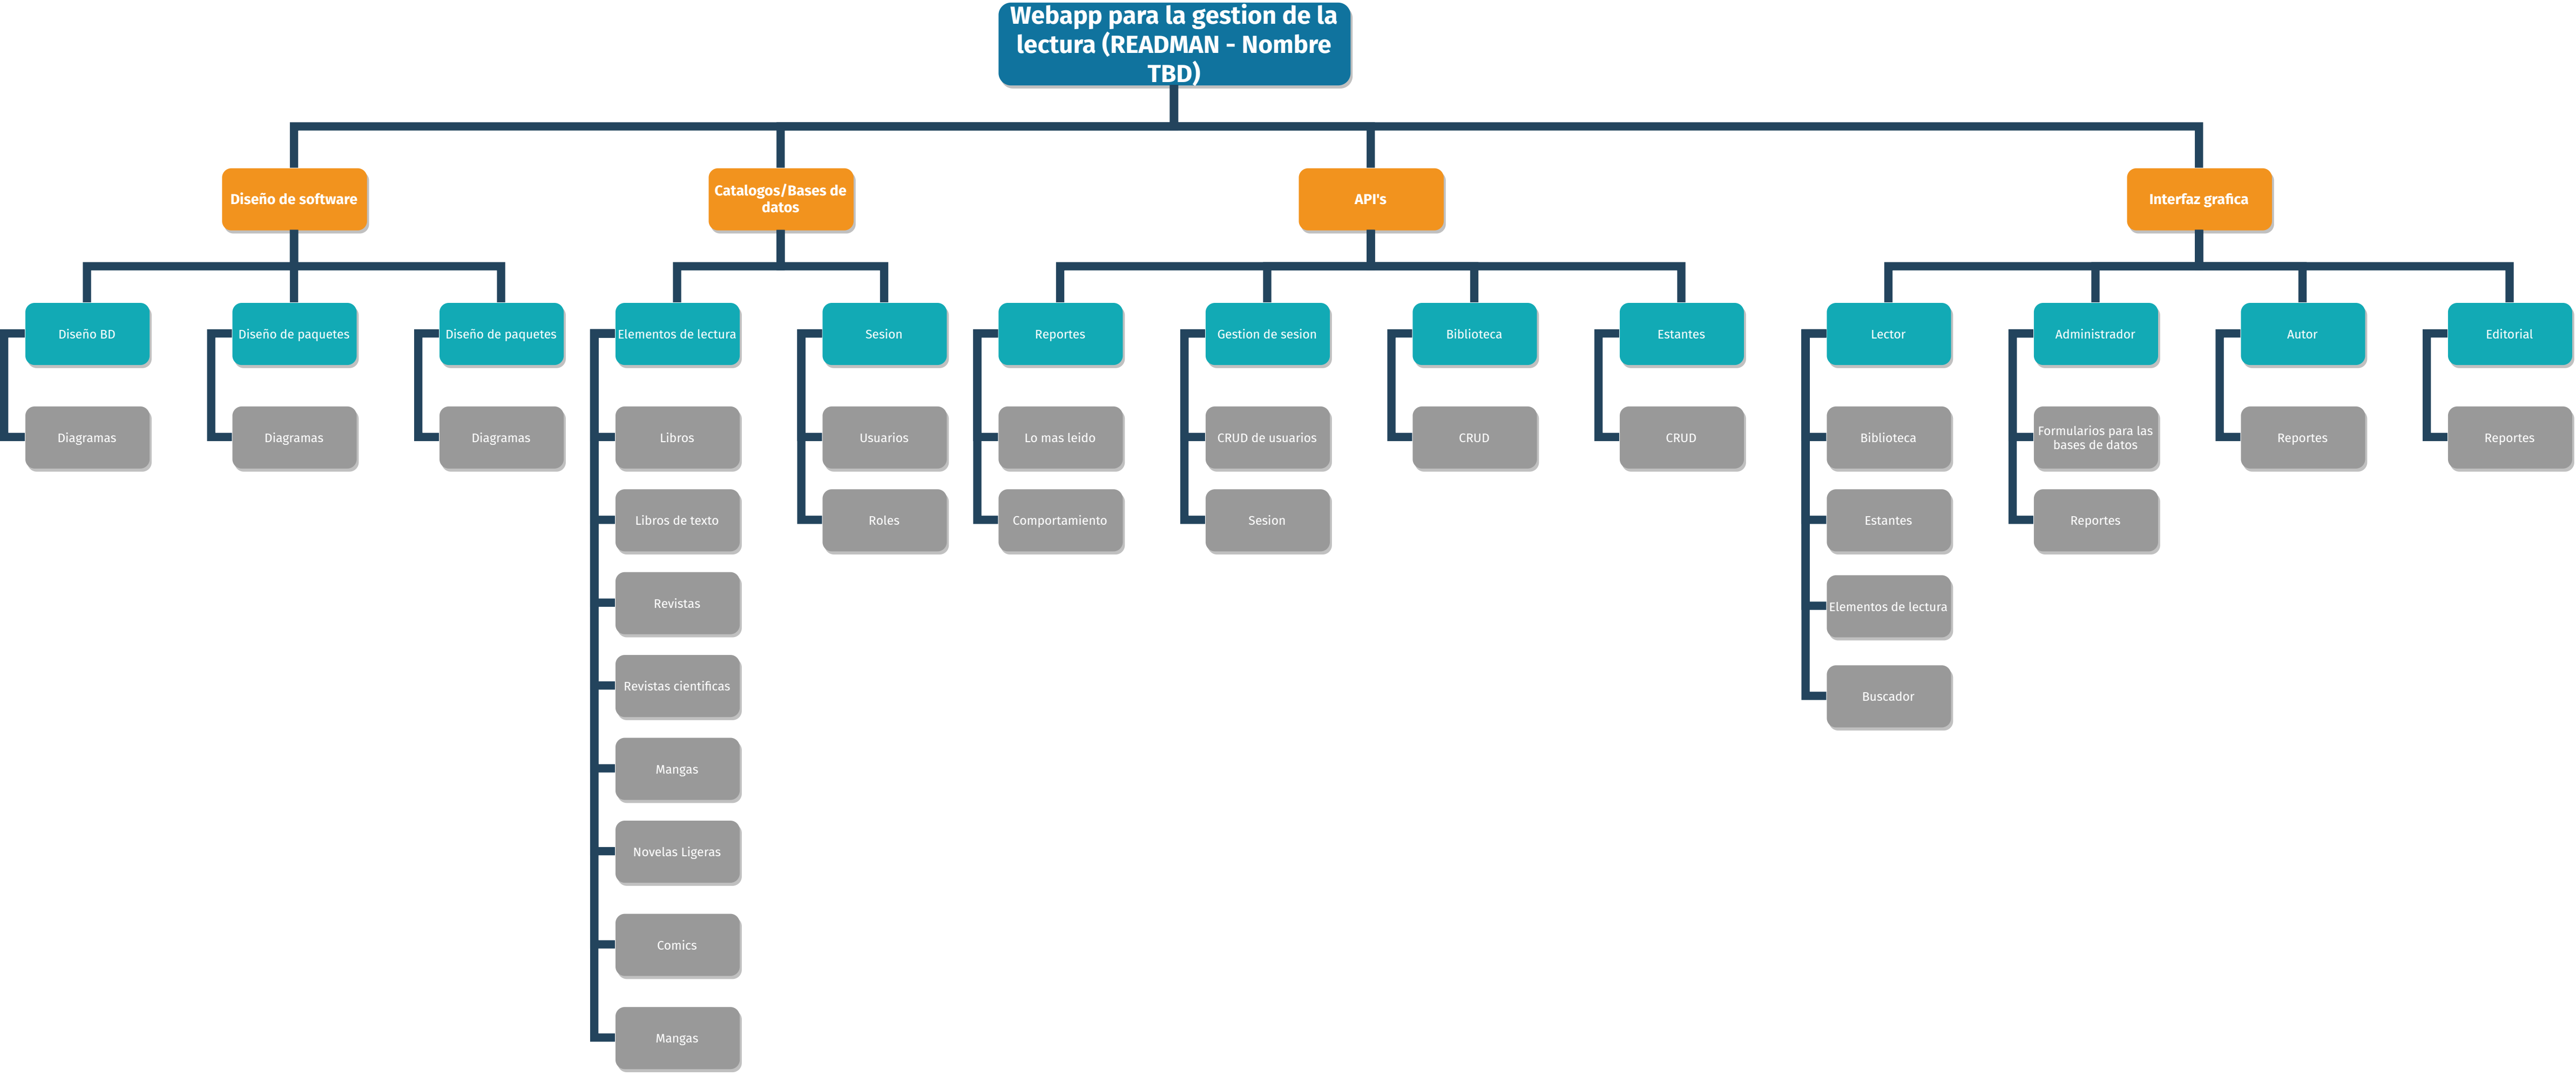 Webapp para la gestion de la
lectura (READMAN - Nombre
TBD)
Diseño de software
Catalogos/Bases de
datos
API's
Interfaz grafica
Diseño BD
Diseño de paquetes
Diseño de paquetes
Elementos de lectura
Sesion
Reportes
Gestion de sesion
Biblioteca
Estantes
Lector
Administrador
Autor
Editorial
Diagramas
Diagramas
Diagramas
Libros
Usuarios
Lo mas leido
CRUD de usuarios
CRUD
CRUD
Biblioteca
Formularios para las
bases de datos
Reportes
Reportes
Libros de texto
Roles
Comportamiento
Sesion
Estantes
Reportes
Revistas
Elementos de lectura
Revistas cientificas
Buscador
Mangas
Novelas Ligeras
Comics
Mangas